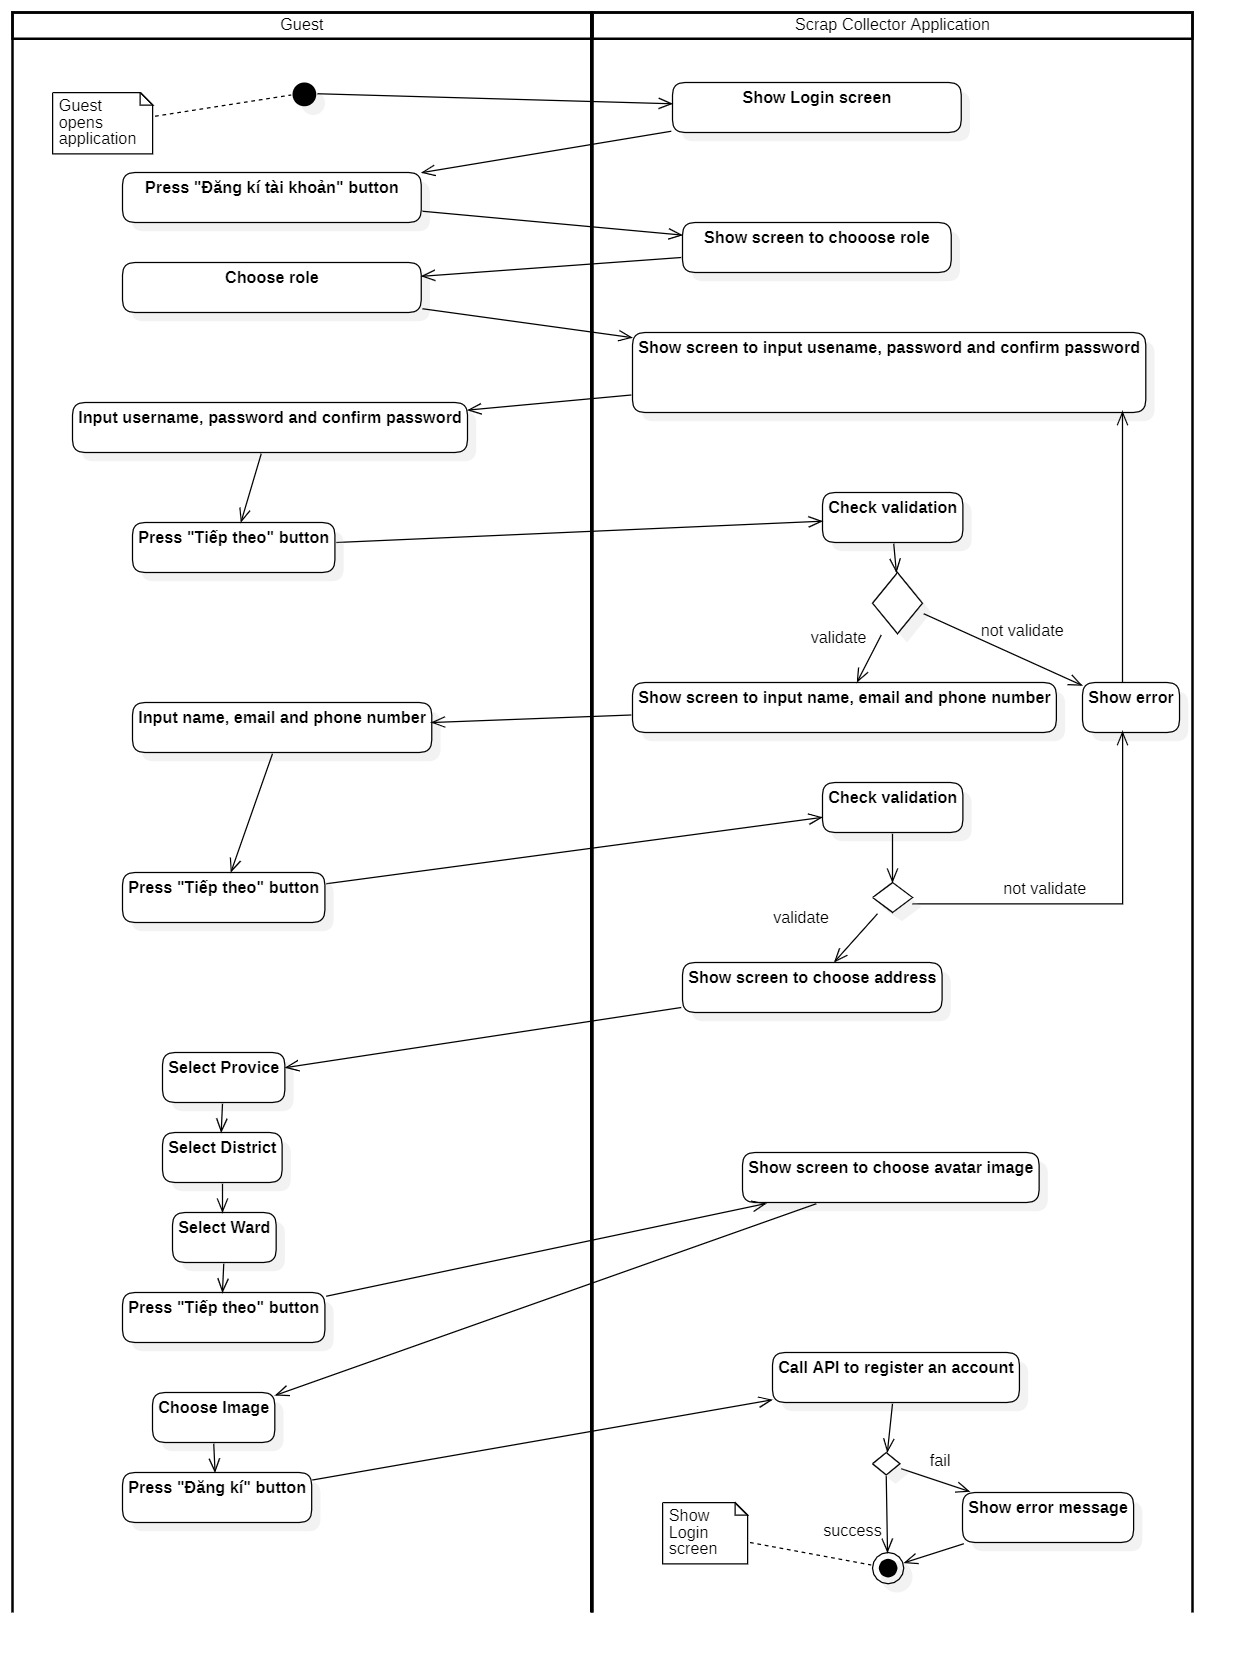 Guest
Scrap Collector Application
Guest
opens
application
Show Login screen
Press "Đăng kí tài khoản" button
Show screen to chooose role
Choose role
Show screen to input usename, password and confirm password
Input username, password and confirm password
Press "Tiếp theo" button
Check validation
validate
not validate
Show screen to input name, email and phone number
Show error
Input name, email and phone number
Check validation
Press "Tiếp theo" button
not validate
validate
Show screen to choose address
Select Provice
Select District
Show screen to choose avatar image
Select Ward
Press "Tiếp theo" button
Call API to register an account
Choose Image
fail
Press "Đăng kí" button
Show error message
Show
Login
screen
success